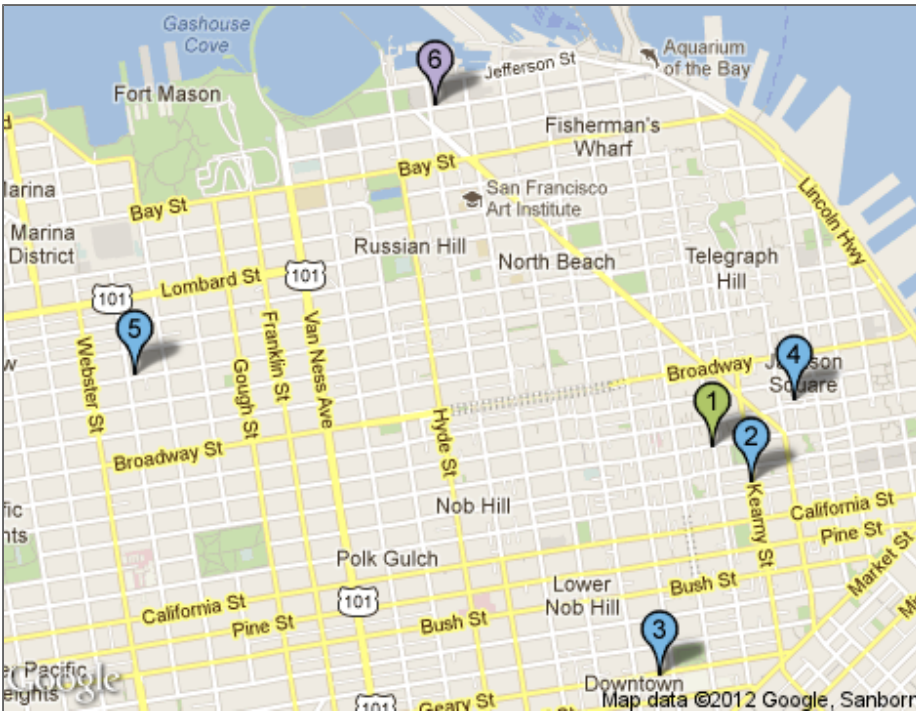 Gashouse
Cove
6
Jefferson St
Aquarium
of the Bay
Fort Mason
Fisherman's
Wharf
Bay St
San Francisco
Art Institute
Bay St
Marina
District
Russian Hill
North Beach
Telegraph
Hill
Lincoln Hwy
Lombard St
101
101
5
Webster St
Gough St
Franklin St
Van Ness Ave
Broadway
4
Jackson
Square
1
2
Broadway St
Hyde St
Nob Hill
Kearny St
California St
Pine St
Polk Gulch
Lower
Nob Hill
Bush St
Market St
101
California St
Pine St
Bush St
3
Pacific
Google
Downtown
Geary St
101
Map data ©2012 Google, Sanborn